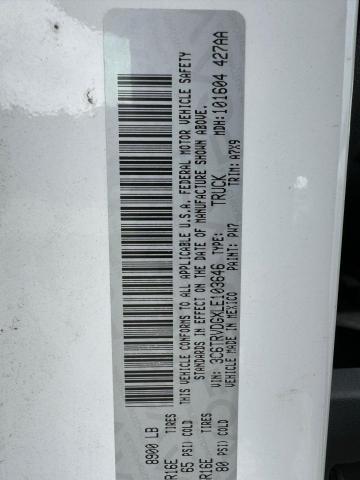 8900 LB
R16E TIRES
65 PSI) COLD
R16E TIRES
80 PSI) COLD
THIS VEHICLE CONFORMS TO ALL APPLICABLE U.S.A. FEDERAL MOTOR VEHICLE SAFETY
STANDARDS IN EFFECT ON THE DATE OF MANUFACTURE SHOWN ABOVE.
VIN: 3C6TRVDGXLE103646 TYPE: TRUCK MDH:101604 427AA
VEHICLE MADE IN MEXICO PAINT: PW7 TRIM: A7X9